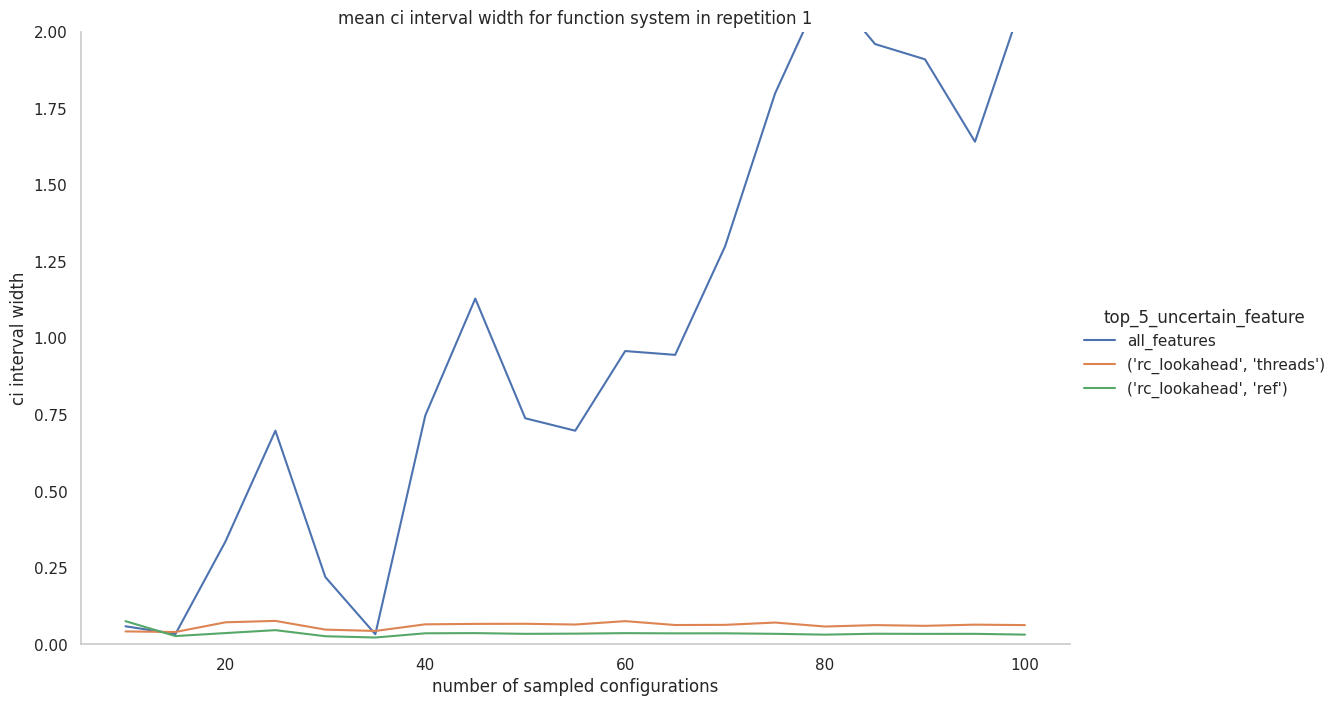 mean ci interval width for function system in repetition 1
2.00
1.75
1.50
1.25
1.00
0.75
0.50
0.25
0.00
ci interval width
20 40 60 80 100
number of sampled configurations
top_5_uncertain_feature
all_features
('rc_lookahead', 'threads')
('rc_lookahead', 'ref')